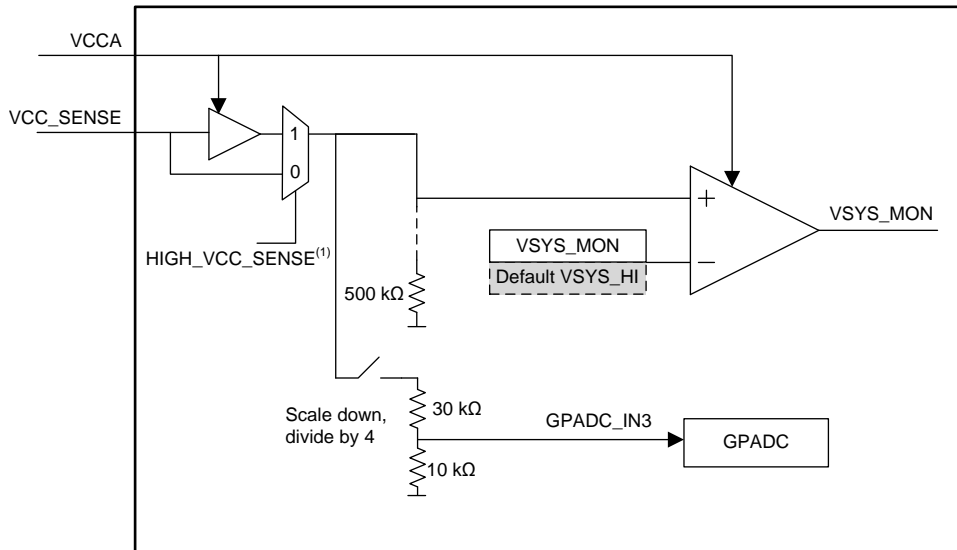 VCCA
VCC_SENSE
1
0
HIGH_VCC_SENSE(1)
+
VSYS_MON
−
Default VSYS_HI
VSYS_MON
500 kΩ
Scale down,
divide by 4
30 kΩ
10 kΩ
GPADC_IN3
GPADC